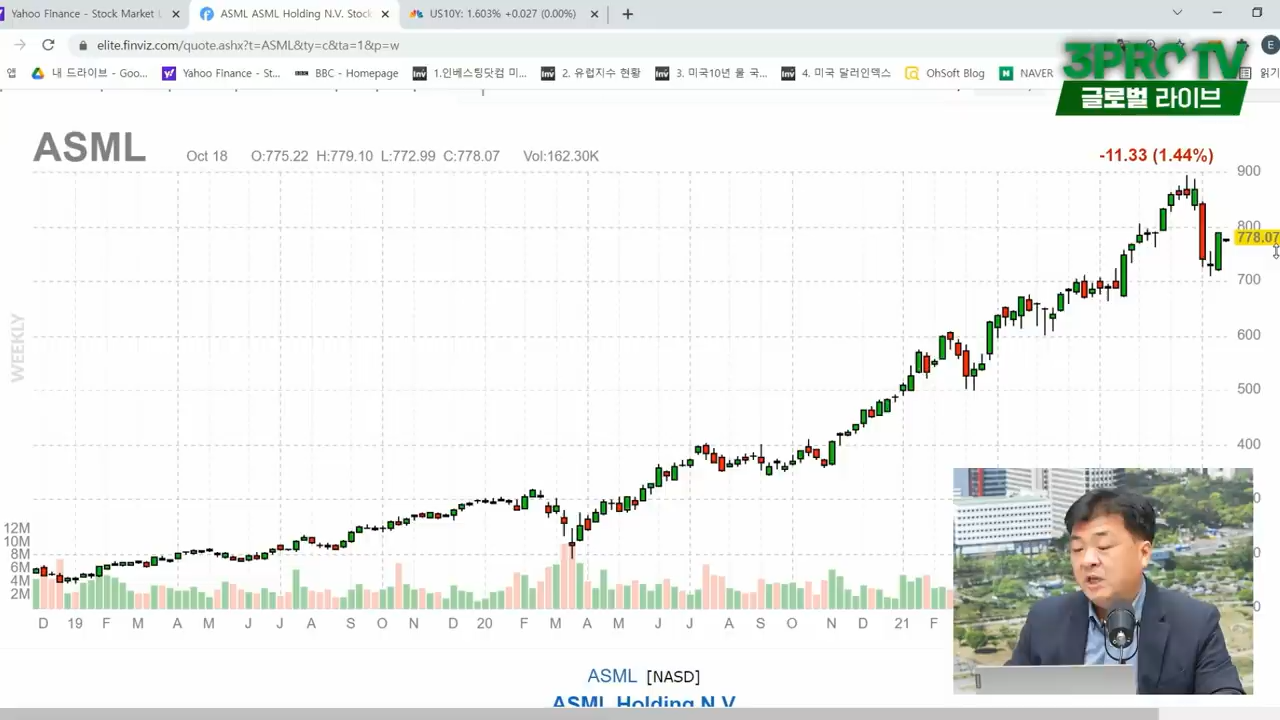 Yahoo Finance - Stock Market L
ASML ASML Holding N.V. Stock
US10Y: 1.603% +0.027 (0.00%)
elite.finviz.com/quote.ashx?t=ASML&ty=c&ta=1&p=w
E
앱
내 드라이브 - Goo...
Yahoo Finance - St...
BBC - Homepage
1.인베스팅닷컴 미...
2. 유럽지수 현황
3. 미국10년 물 국...
4. 미국 달러인덱스
OhSoft Blog
NAVER
읽기
3PRO TV
글로벌 라이브
ASML
Oct 18 O:775.22 H:779.10 L:772.99 C:778.07 Vol:162.30K
-11.33 (1.44%)
900
800
778.07
700
600
500
400
WEEKLY
12M
10M
8M
6M
4M
2M
D 19 F M A M J J A S O N D 20 F M A M J J A S O N D 21 F
ASML [NASD]
ASML Holding N.V.